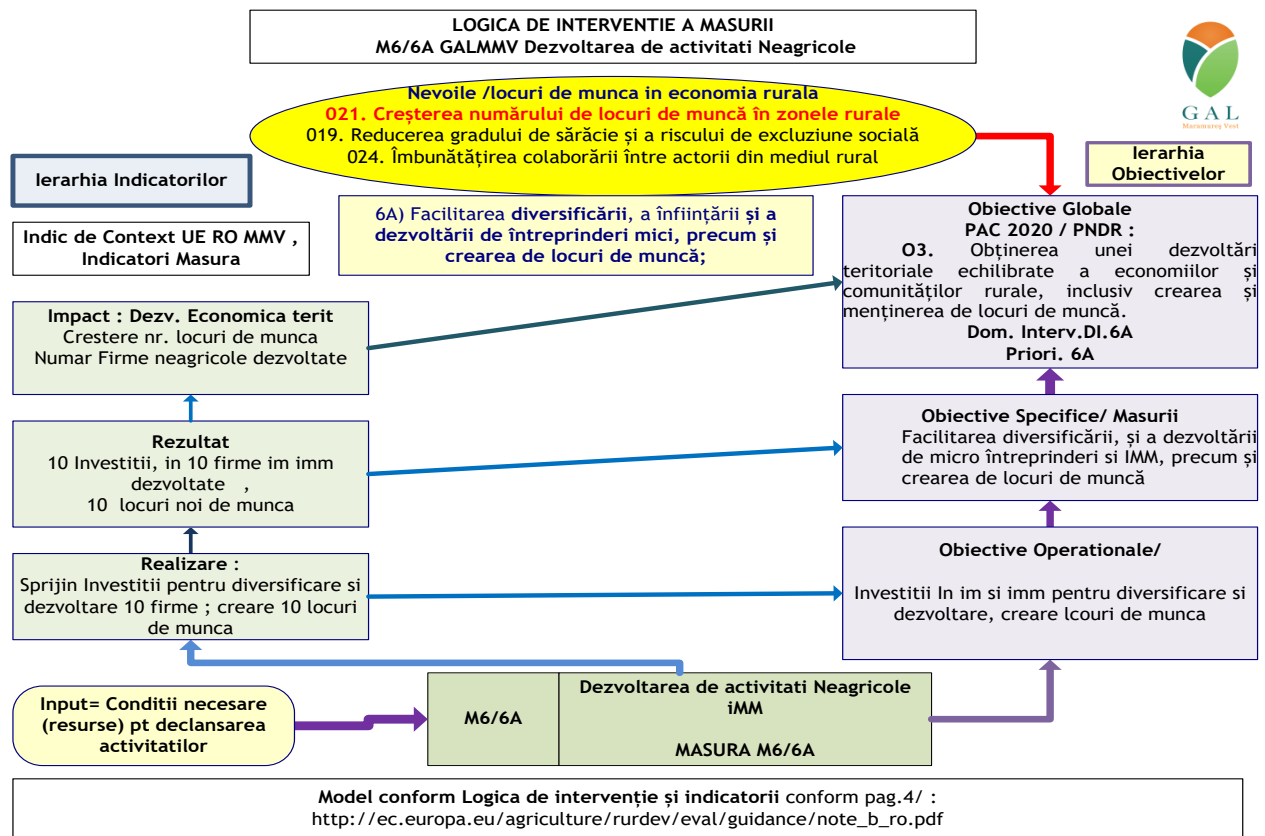 LOGICA DE INTERVENTIE A MASURII
M6/6A GALMMV Dezvoltarea de activitati Neagricole
GAL
Maramureș Vest
Nevoile /locuri de munca in economia rurala
021. Creșterea numărului de locuri de muncă în zonele rurale
019. Reducerea gradului de sărăcie și a riscului de excluziune socială
024. Îmbunătățirea colaborării între actorii din mediul rural
Ierarhia Indicatorilor
Ierarhia
Obiectivelor
Indic de Context UE RO MMV ,
Indicatori Masura
6A) Facilitarea diversificării, a înființării și a
dezvoltării de întreprinderi mici, precum și
crearea de locuri de muncă;
Obiective Globale
PAC 2020 / PNDR :
O3. Obținerea unei dezvoltări
teritoriale echilibrate a economiilor și
comunităților rurale, inclusiv crearea și
menținerea de locuri de muncă.
Dom. Interv.DI.6A
Priori. 6A
Impact : Dezv. Economica terit
Crestere nr. locuri de munca
Numar Firme neagricole dezvoltate
Rezultat
10 Investitii, in 10 firme im imm
dezvoltate ,
10 locuri noi de munca
Obiective Specifice/ Masurii
Facilitarea diversificării, și a dezvoltării
de micro întreprinderi si IMM, precum și
crearea de locuri de muncă
Realizare :
Sprijin Investitii pentru diversificare si
dezvoltare 10 firme ; creare 10 locuri
de munca
Obiective Operationale/
Investitii In im si imm pentru diversificare si
dezvoltare, creare lcouri de munca
Input= Conditii necesare
(resurse) pt declansarea
activitatilor
M6/6A
Dezvoltarea de activitati Neagricole
iMM
MASURA M6/6A
Model conform Logica de intervenție și indicatorii conform pag.4/ :
http://ec.europa.eu/agriculture/rurdev/eval/guidance/note_b_ro.pdf